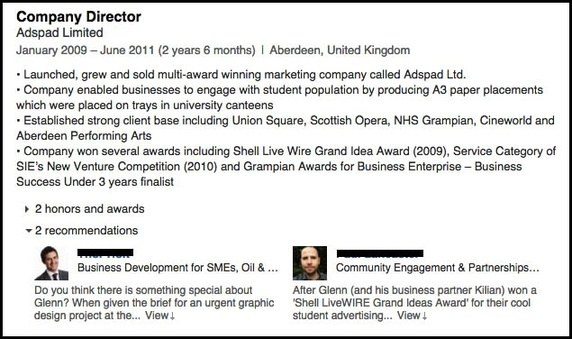 Company Director
Adspad Limited
January 2009 – June 2011 (2 years 6 months) | Aberdeen, United Kingdom
• Launched, grew and sold multi-award winning marketing company called Adspad Ltd.
• Company enabled businesses to engage with student population by producing A3 paper placements
which were placed on trays in university canteens
• Established strong client base including Union Square, Scottish Opera, NHS Grampian, Cineworld and
Aberdeen Performing Arts
• Company won several awards including Shell Live Wire Grand Idea Award (2009), Service Category of
SIE's New Venture Competition (2010) and Grampian Awards for Business Enterprise – Business
Success Under 3 years finalist
2 honors and awards
2 recommendations
Business Development for SMEs, Oil & ...
Do you think there is something special about
Glenn? When given the brief for an urgent graphic
design project at the... View↓
Community Engagement & Partnerships...
After Glenn (and his business partner Kilian) won a
'Shell LiveWIRE Grand Ideas Award' for their cool
student advertising... View↓